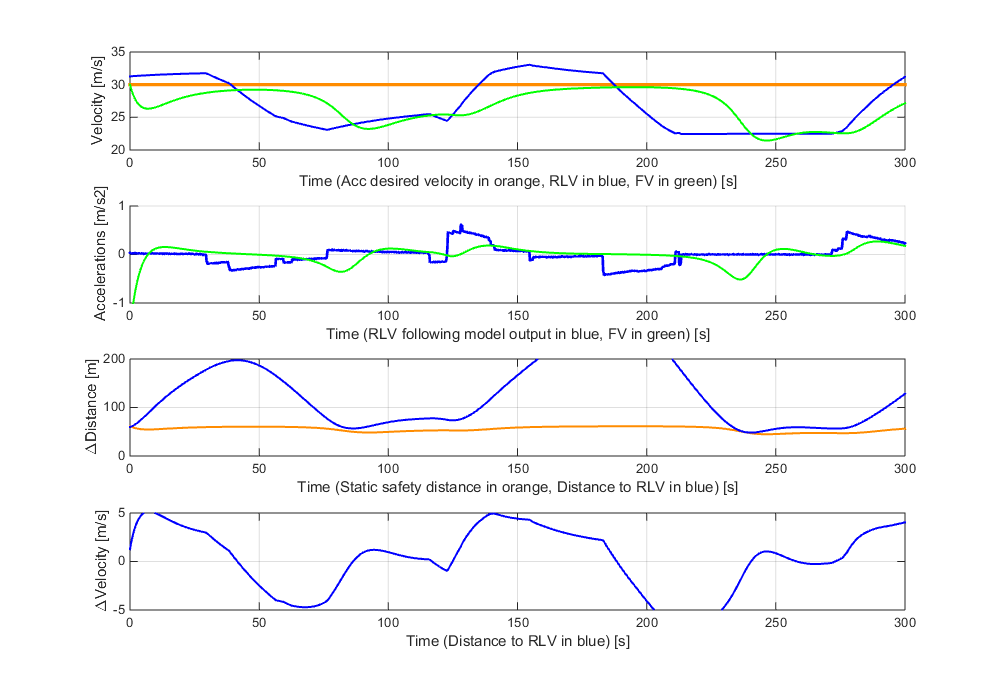 35
30
25
20
Velocity [m/s]
0 50 100 150 200 250 300
Time (Acc desired velocity in orange, RLV in blue, FV in green) [s]
1
0
-1
Accelerations [m/s2]
0 50 100 150 200 250 300
Time (RLV following model output in blue, FV in green) [s]
200
100
0
Δ Distance [m]
0 50 100 150 200 250 300
Time (Static safety distance in orange, Distance to RLV in blue) [s]
5
0
-5
Δ Velocity [m/s]
0 50 100 150 200 250 300
Time (Distance to RLV in blue) [s]